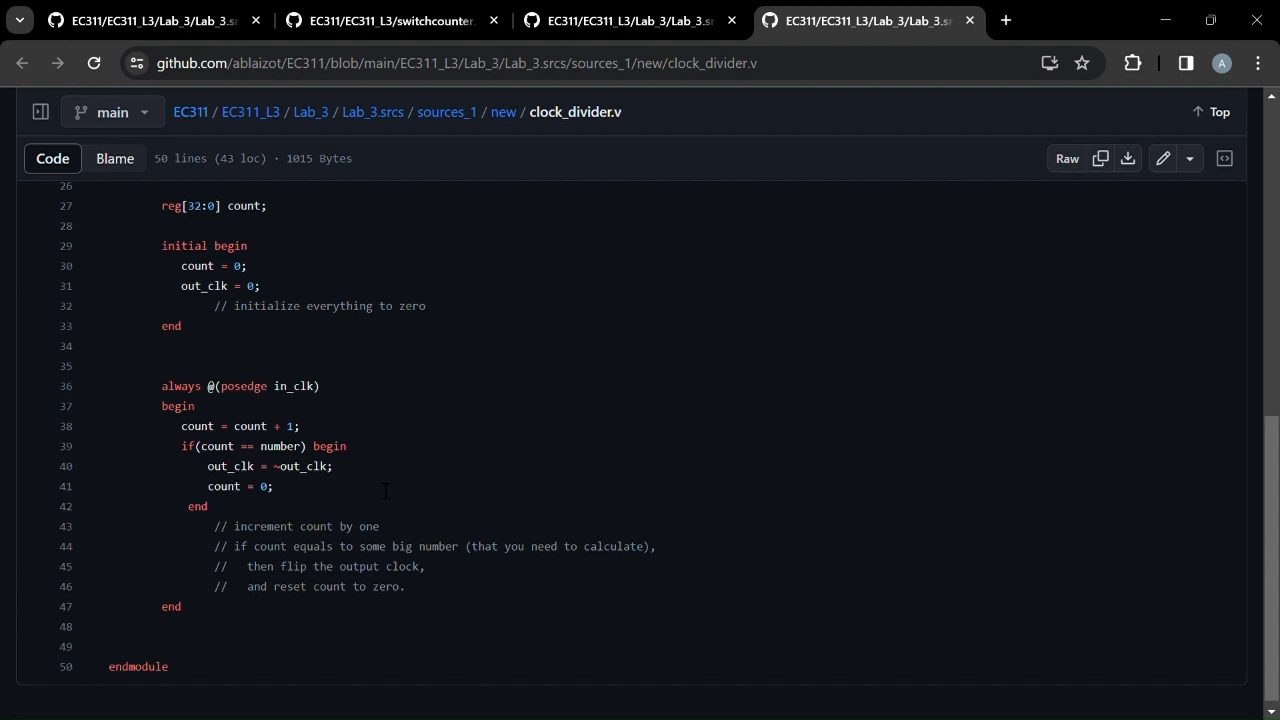 EC311/EC311_L3/Lab_3/Lab_3.sr
EC311/EC311_L3/switchcounter.
EC311/EC311_L3/Lab_3/Lab_3.sr
EC311/EC311_L3/Lab_3/Lab_3.sr
github.com/ablaizot/EC311/blob/main/EC311_L3/Lab_3/Lab_3.srcs/sources_1/new/clock_divider.v
A
main
EC311 / EC311_L3 / Lab_3 / Lab_3.srcs / sources_1 / new / clock_divider.v
Top
Code Blame 50 lines (43 loc) · 1015 Bytes
Raw
26
27 reg[32:0] count;
28
29 initial begin
30 count = 0;
31 out_clk = 0;
32 // initialize everything to zero
33 end
34
35
36 always @(posedge in_clk)
37 begin
38 count = count + 1;
39 if(count == number) begin
40 out_clk = ~out_clk;
41 count = 0;
42 end
43 // increment count by one
44 // if count equals to some big number (that you need to calculate),
45 // then flip the output clock,
46 // and reset count to zero.
47 end
48
49
50 endmodule